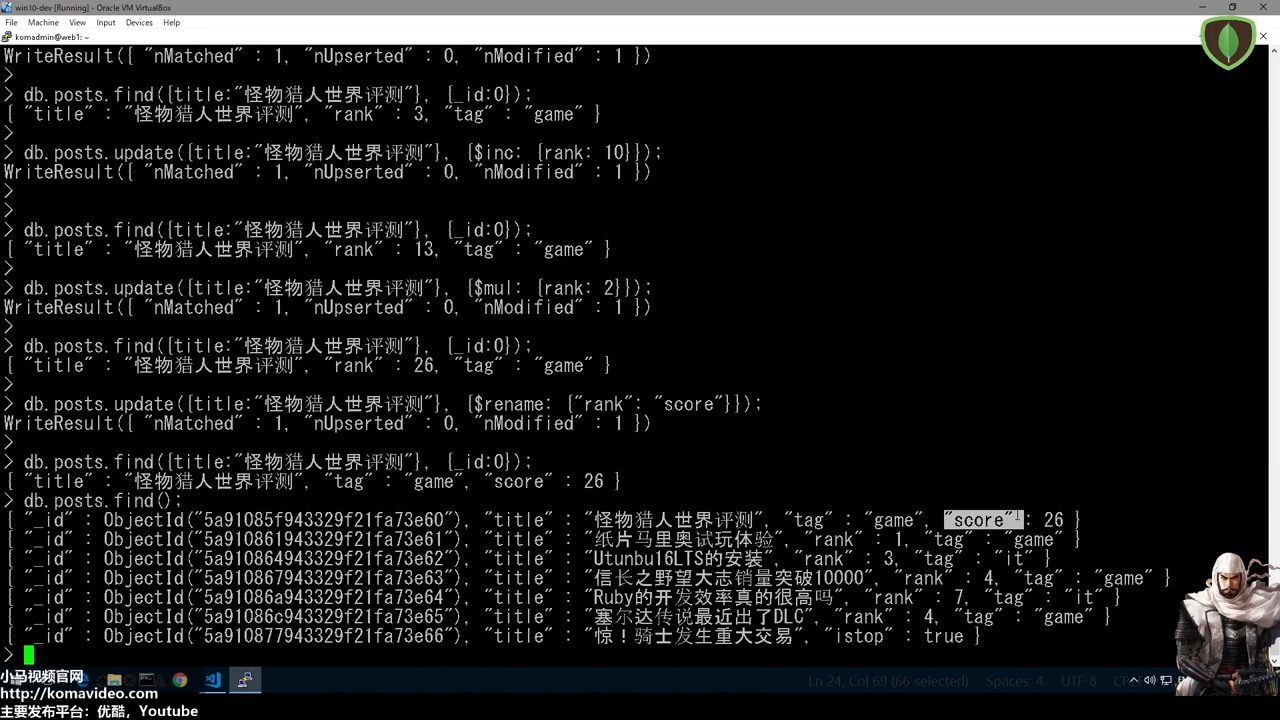 win10-dev [Running] - Oracle VM VirtualBox
File Machine View Input Devices Help
komadmin@web1: ~
WriteResult({ "nMatched" : 1, "nUpserted" : 0, "nModified" : 1 })
>
> db.posts.find({title:"怪物猎人世界评测"}, {_id:0});
{ "title" : "怪物猎人世界评测", "rank" : 3, "tag" : "game" }
>
> db.posts.update({title:"怪物猎人世界评测"}, {$inc: {rank: 10}});
WriteResult({ "nMatched" : 1, "nUpserted" : 0, "nModified" : 1 })
>
>
> db.posts.find({title:"怪物猎人世界评测"}, {_id:0});
{ "title" : "怪物猎人世界评测", "rank" : 13, "tag" : "game" }
>
> db.posts.update({title:"怪物猎人世界评测"}, {$mul: {rank: 2}});
WriteResult({ "nMatched" : 1, "nUpserted" : 0, "nModified" : 1 })
>
> db.posts.find({title:"怪物猎人世界评测"}, {_id:0});
{ "title" : "怪物猎人世界评测", "rank" : 26, "tag" : "game" }
>
> db.posts.update({title:"怪物猎人世界评测"}, {$rename: {"rank": "score"}});
WriteResult({ "nMatched" : 1, "nUpserted" : 0, "nModified" : 1 })
>
> db.posts.find({title:"怪物猎人世界评测"}, {_id:0});
{ "title" : "怪物猎人世界评测", "tag" : "game", "score" : 26 }
> db.posts.find();
{ "_id" : ObjectId("5a91085f943329f21fa73e60"), "title" : "怪物猎人世界评测", "tag" : "game", "score" : 26 }
{ "_id" : ObjectId("5a910861943329f21fa73e61"), "title" : "纸片马里奥试玩体验", "rank" : 1, "tag" : "game" }
{ "_id" : ObjectId("5a910864943329f21fa73e62"), "title" : "Utunbu16LTS的安装", "rank" : 3, "tag" : "it" }
{ "_id" : ObjectId("5a910867943329f21fa73e63"), "title" : "信长之野望大志销量突破10000", "rank" : 4, "tag" : "game" }
{ "_id" : ObjectId("5a91086a943329f21fa73e64"), "title" : "Ruby的开发效率真的很高吗", "rank" : 7, "tag" : "it" }
{ "_id" : ObjectId("5a91086c943329f21fa73e65"), "title" : "塞尔达传说最近出了DLC", "rank" : 4, "tag" : "game" }
{ "_id" : ObjectId("5a910877943329f21fa73e66"), "title" : "惊！骑士发生重大交易", "istop" : true }
>
小马视频官网
http://komavideo.com
主要发布平台：优酷，Youtube
Ln 24, Col 69 (66 selected) Spaces: 4 UTF-8